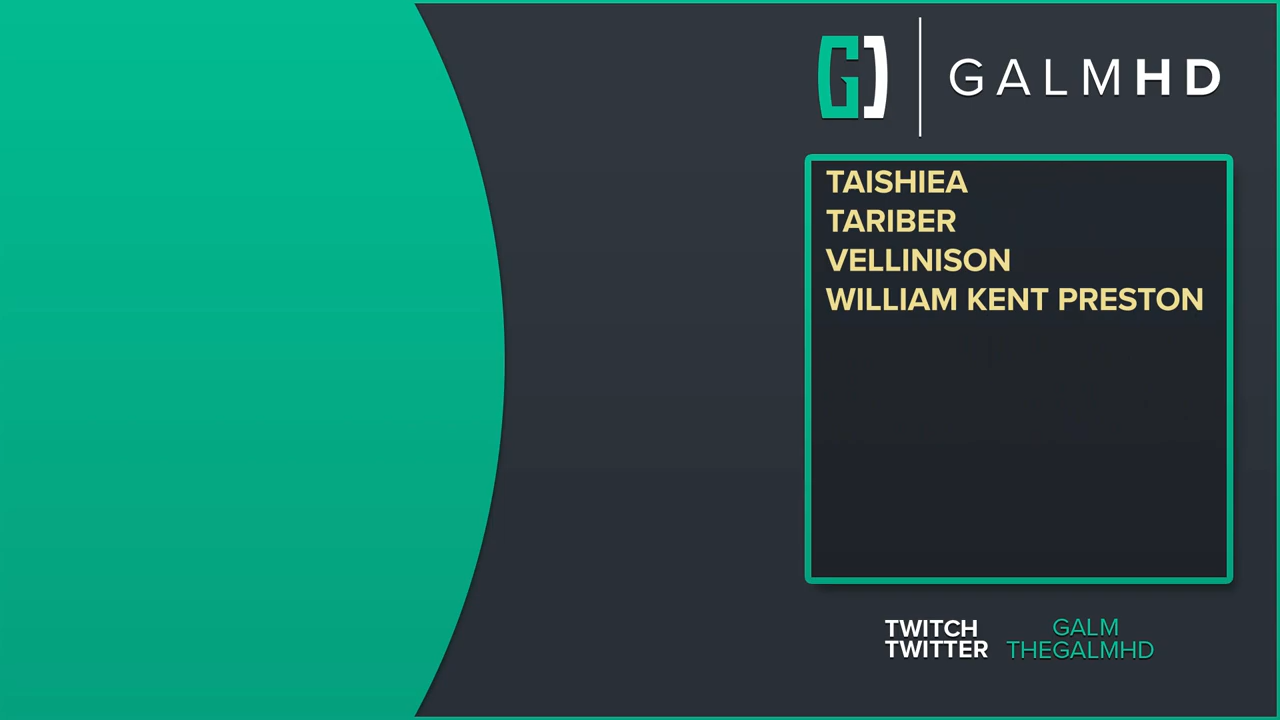 GALMHD
TAISHIEA
TARIBER
VELLINISON
WILLIAM KENT PRESTON
TWITCH GALM
TWITTER THEGALMHD